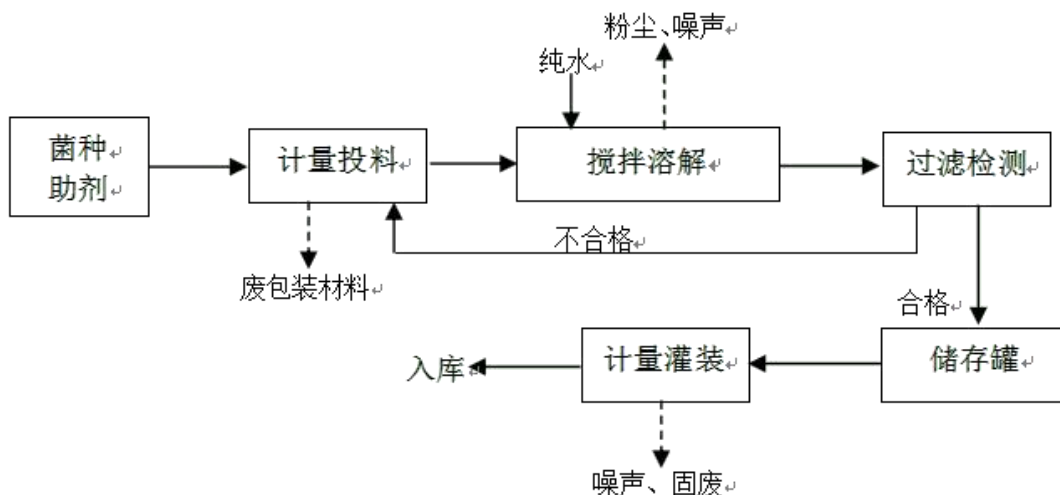 粉尘、噪声
纯水
菌种
助剂
计量投料
搅拌溶解
过滤检测
不合格
废包装材料
合格
入库
计量灌装
储存罐
噪声、固废